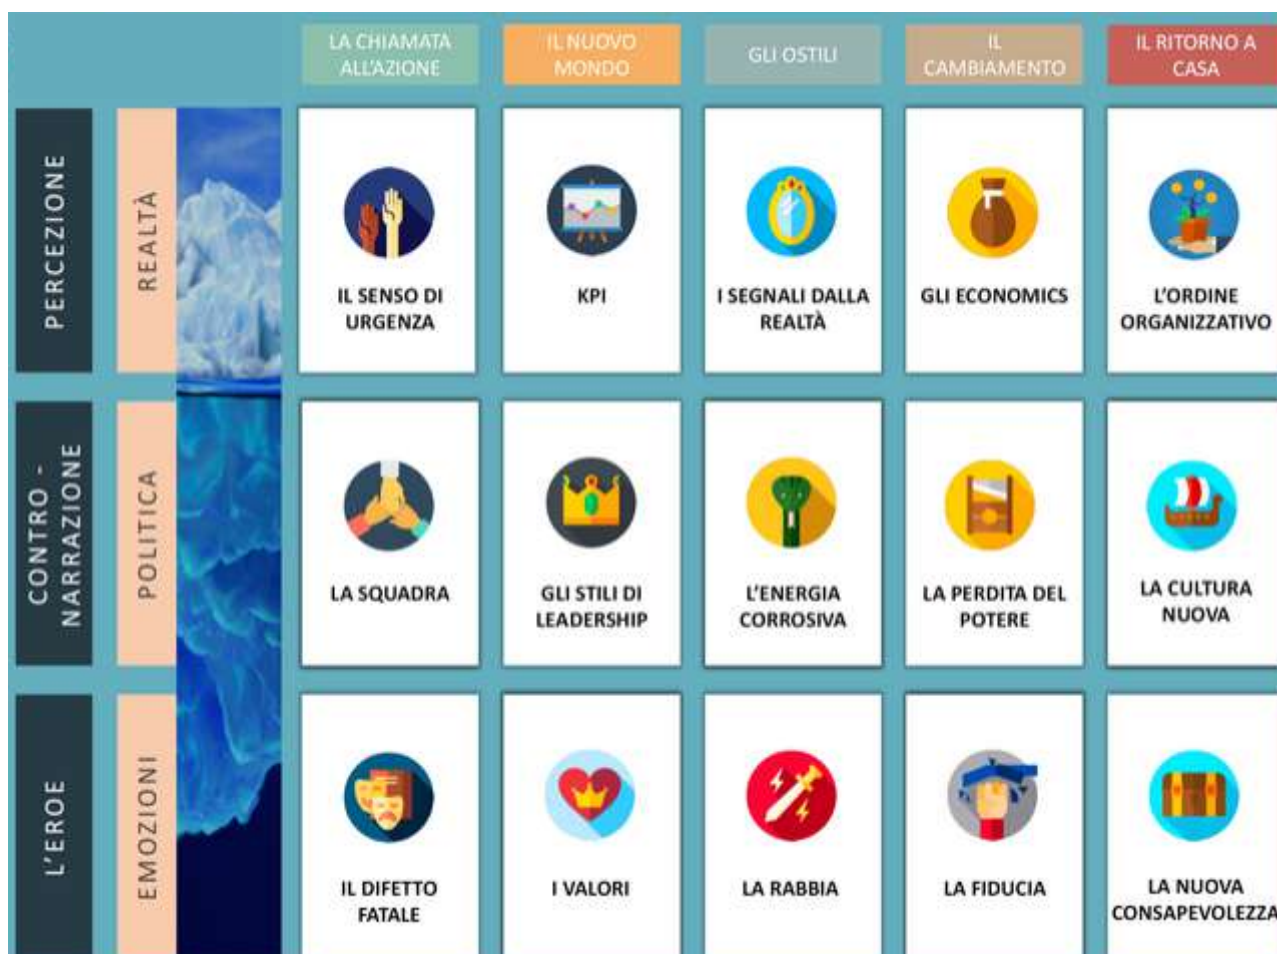 LA CHIAMATA
ALL'AZIONE
IL NUOVO
MONDO
GLI OSTILI
IL
CAMBIAMENTO
IL RITORNO A
CASA
PERCEZIONE
REALTÀ
IL SENSO DI
URGENZA
KPI
I SEGNALI DALLA
REALTÀ
GLI ECONOMICS
L'ORDINE
ORGANIZZATIVO
CONTRO -
NARRAZIONE
POLITICA
LA SQUADRA
GLI STILI DI
LEADERSHIP
L'ENERGIA
CORROSIVA
LA PERDITA DEL
POTERE
LA CULTURA
NUOVA
L'EROE
EMOZIONI
IL DIFETTO
FATALE
I VALORI
LA RABBIA
LA FIDUCIA
LA NUOVA
CONSAPEVOLEZZA